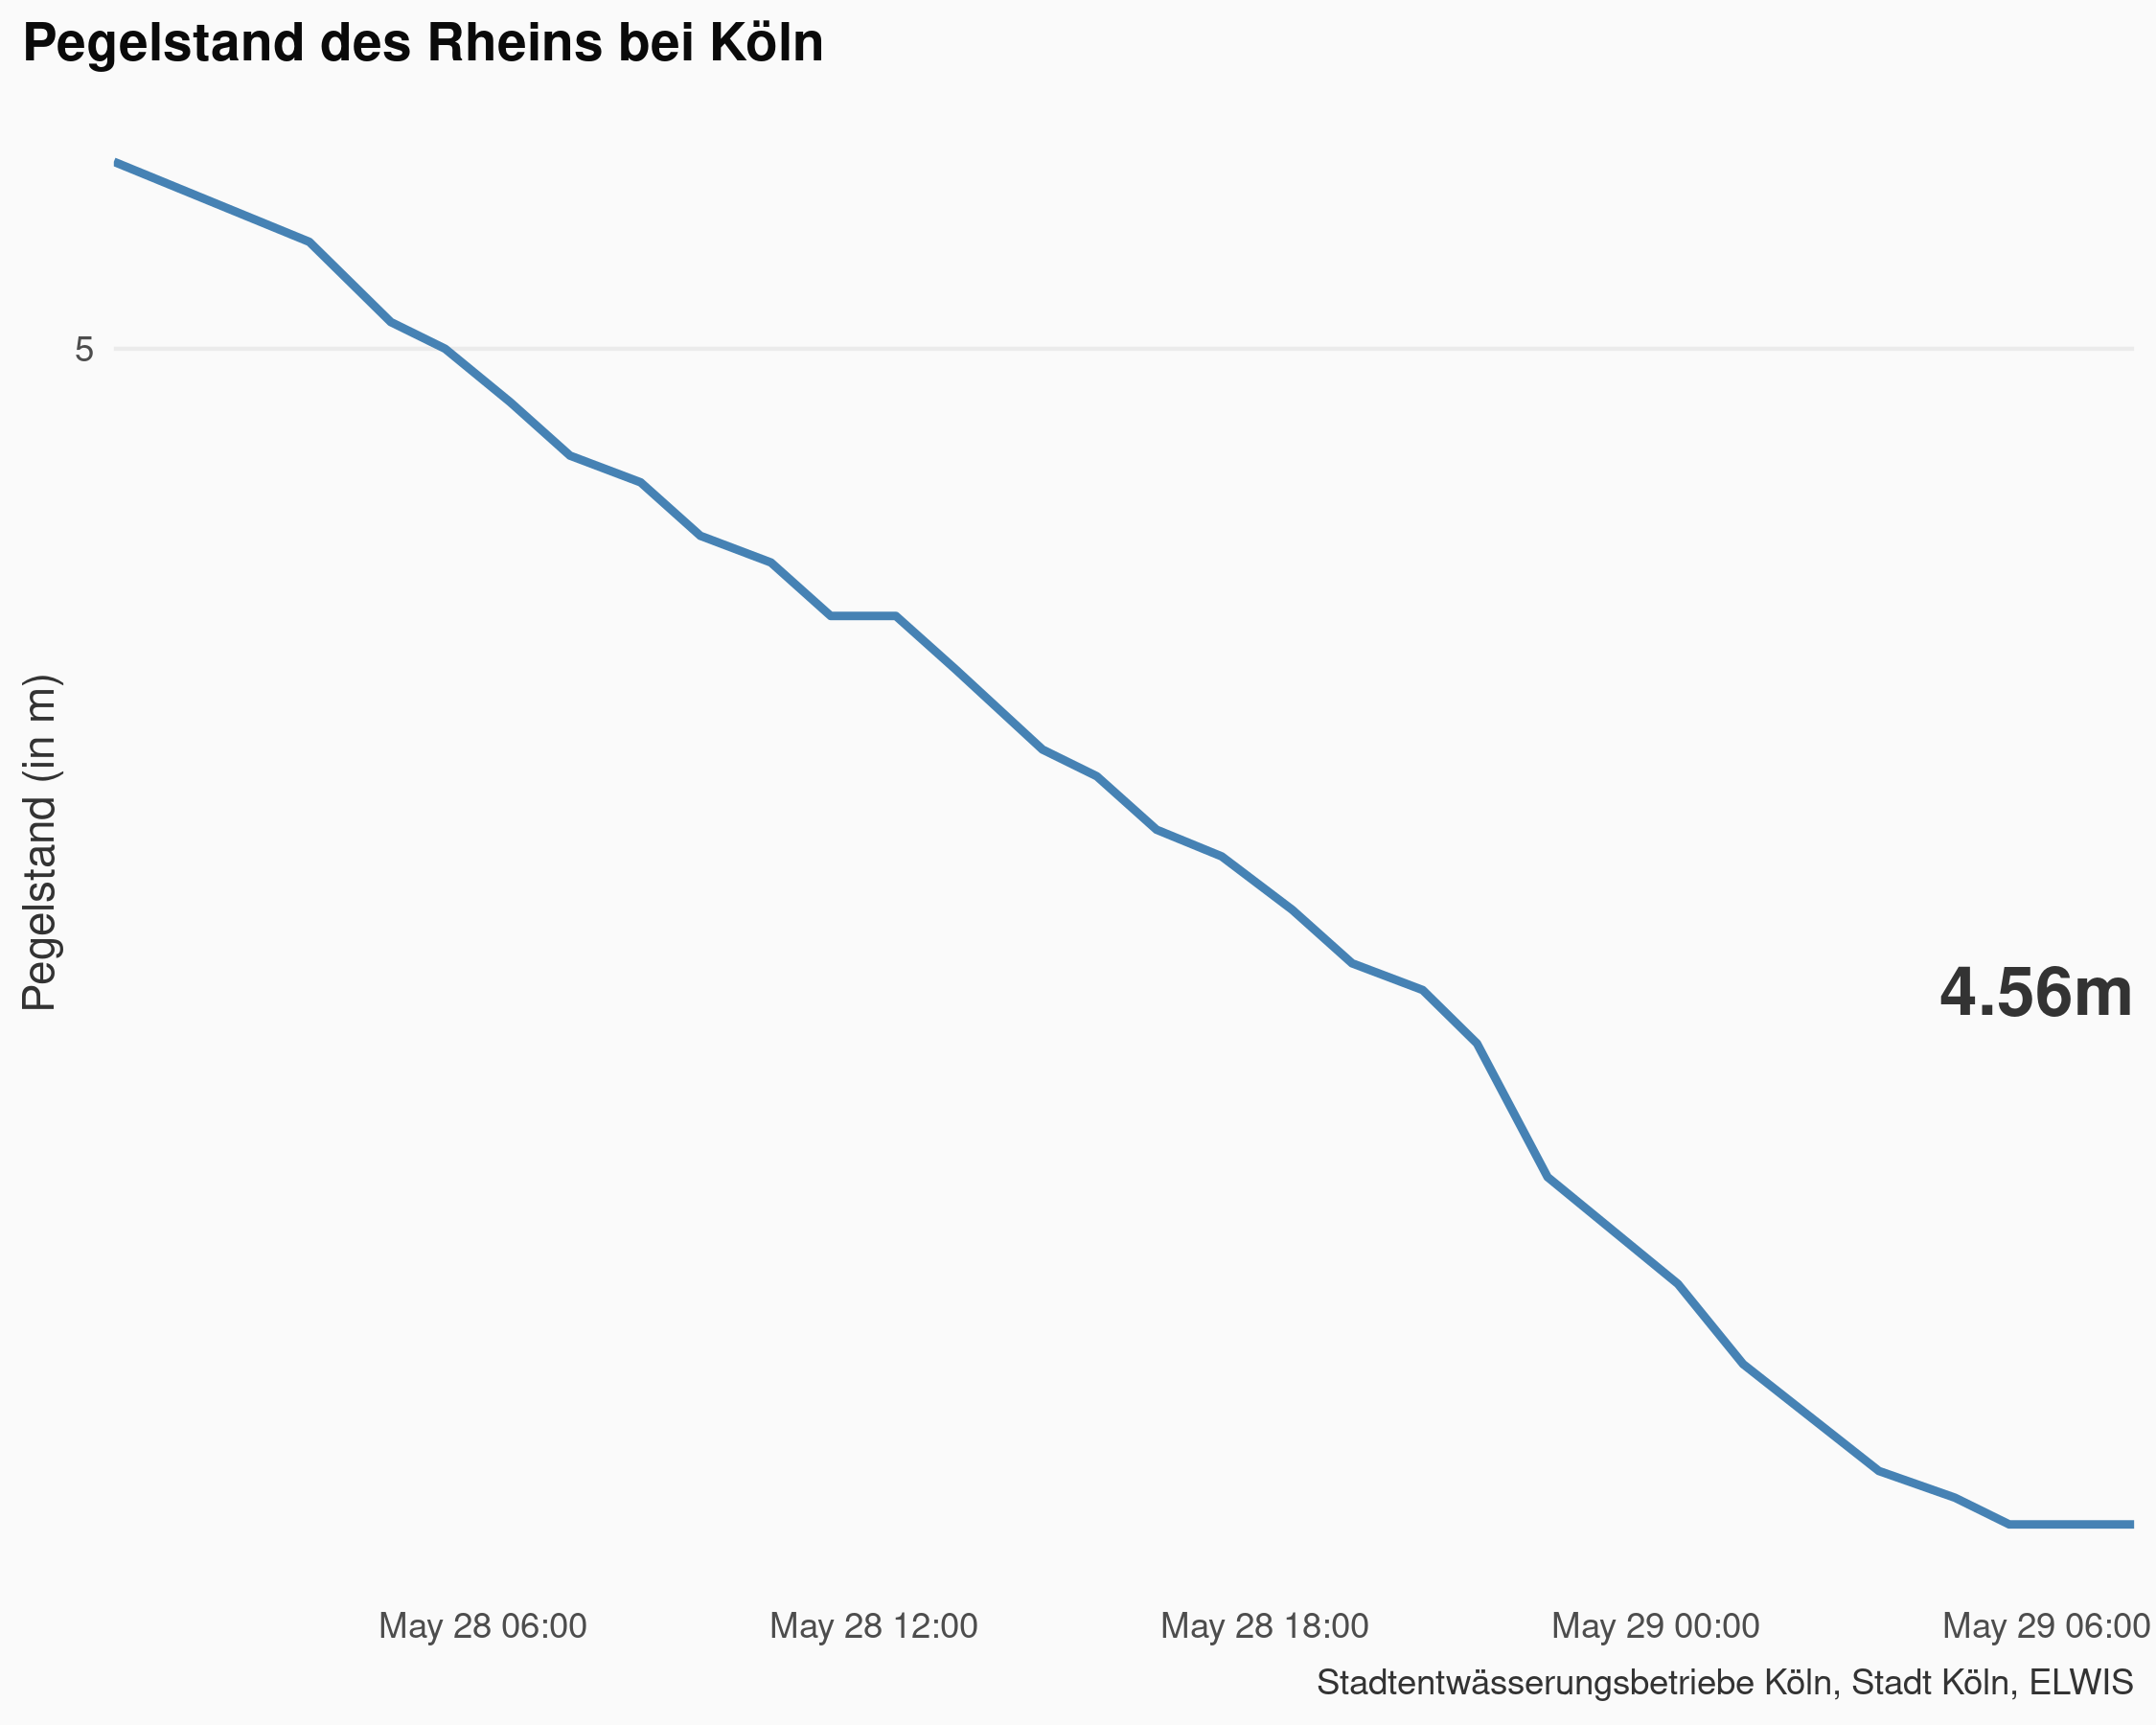 Pegelstand des Rheins bei Köln
5
Pegelstand (in m)
4.56m
May 28 06:00
May 28 12:00
May 28 18:00
May 29 00:00
May 29 06:00
Stadtentwässerungsbetriebe Köln, Stadt Köln, ELWIS